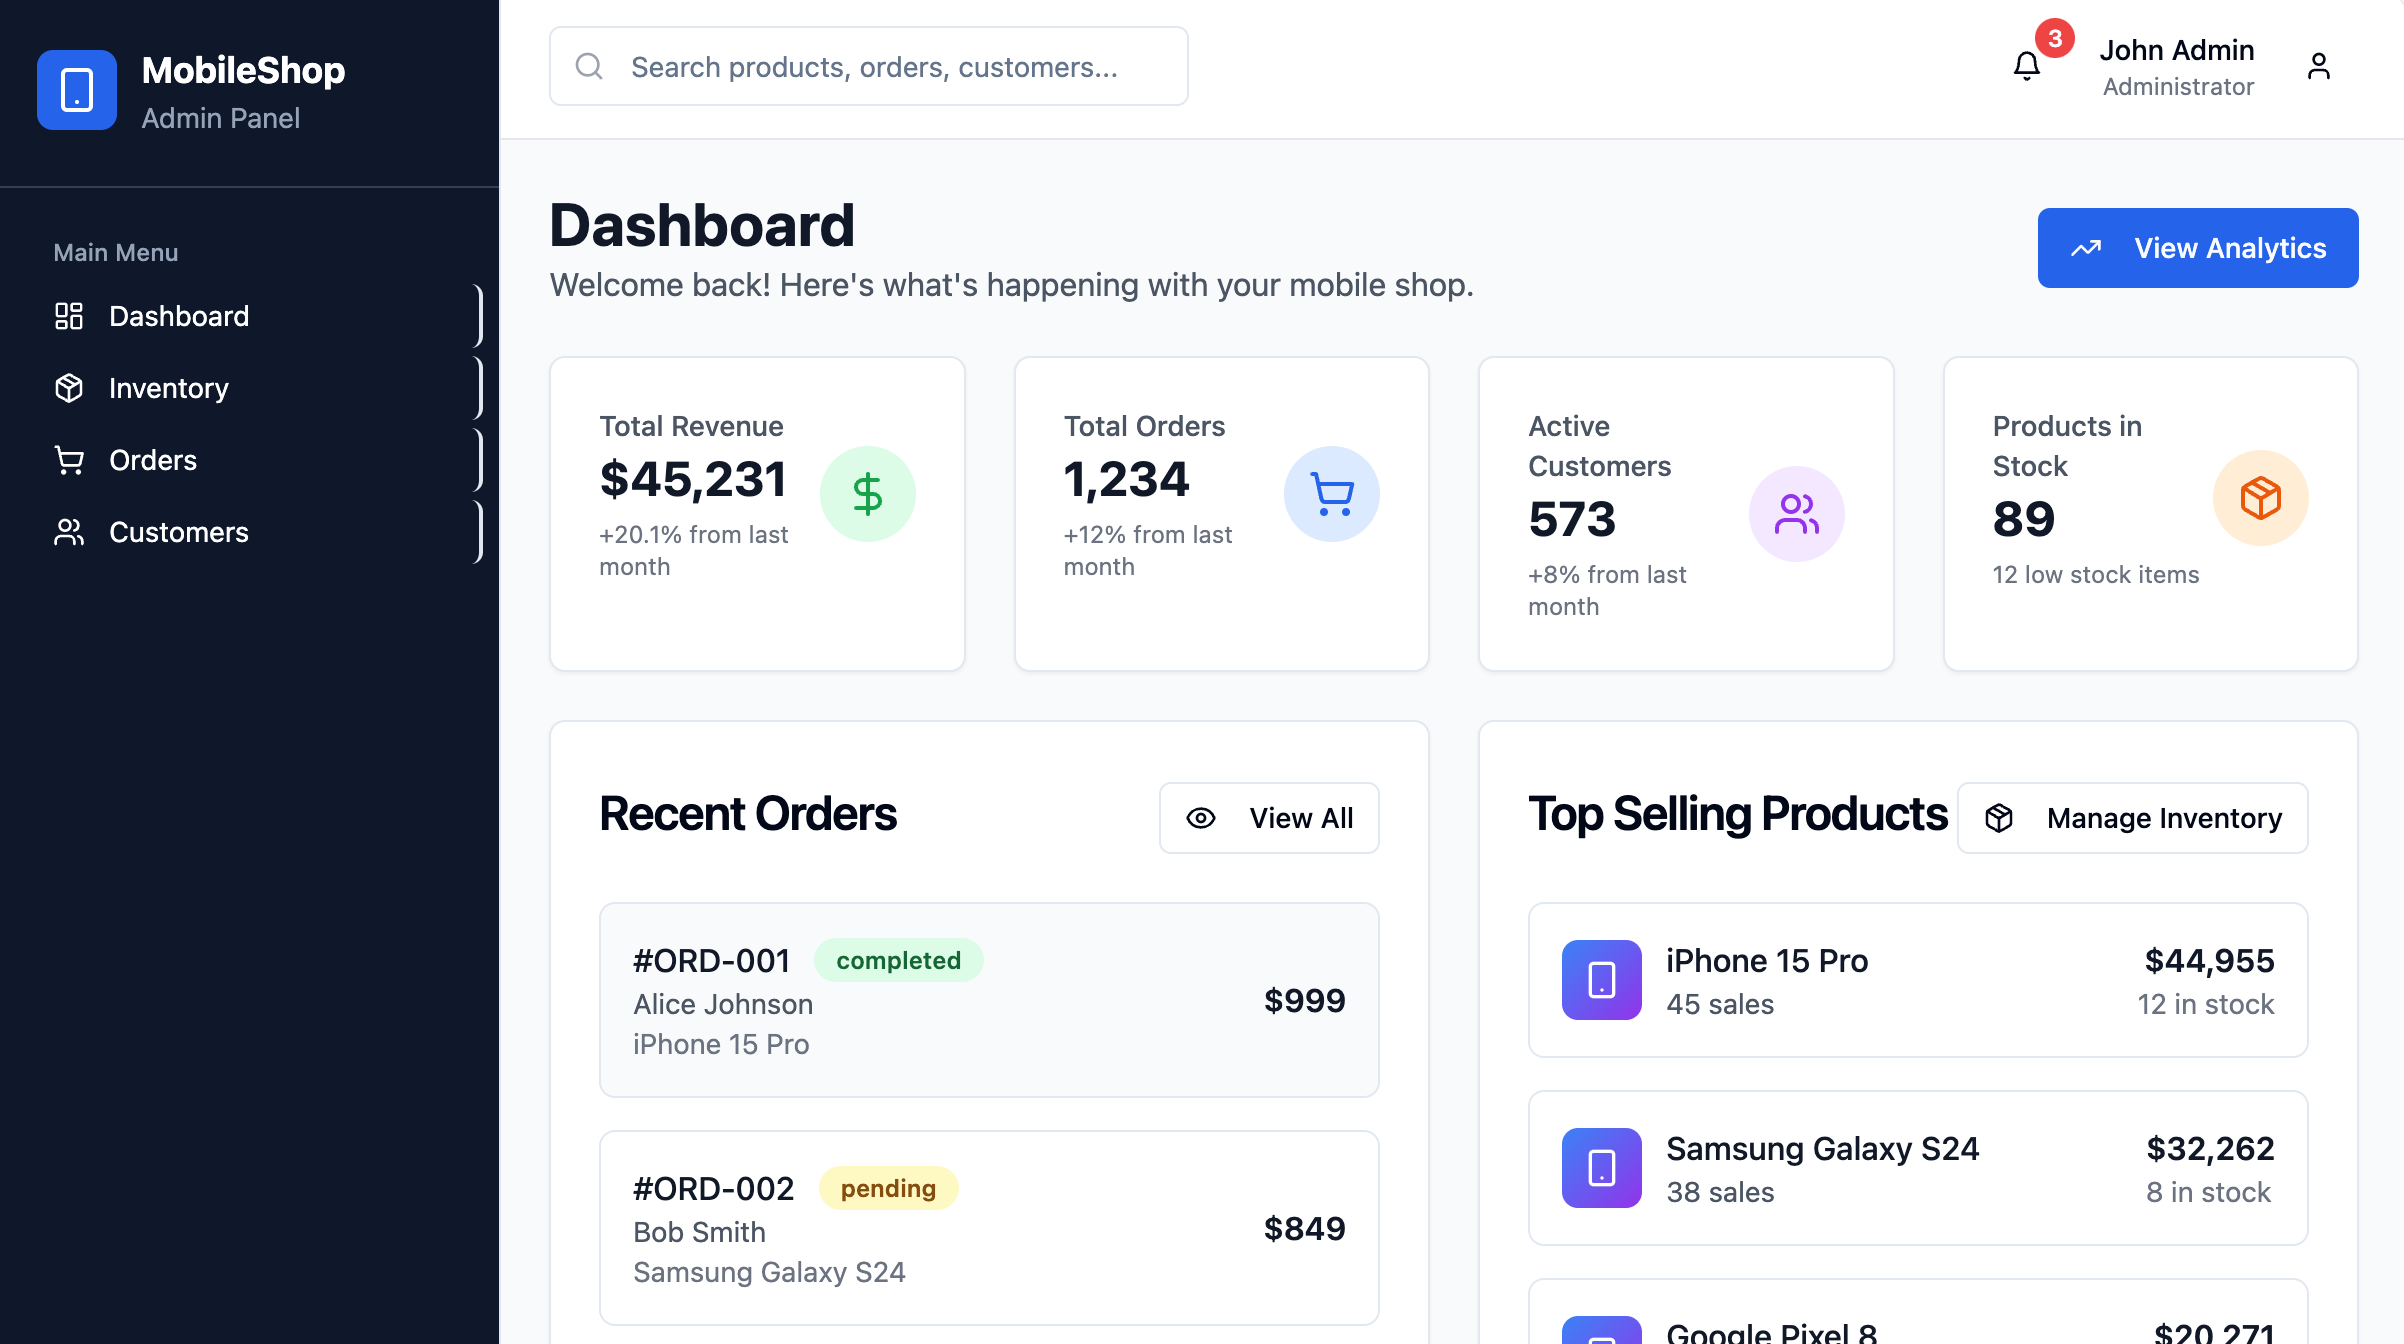 MobileShop
Admin Panel
Main Menu
Dashboard
Inventory
Orders
Customers
Search products, orders, customers...
3
John Admin
Administrator
Dashboard
Welcome back! Here's what's happening with your mobile shop.
View Analytics
Total Revenue
$45,231
+20.1% from last
month
Total Orders
1,234
+12% from last
month
Active
Customers
573
+8% from last
month
Products in
Stock
89
12 low stock items
Recent Orders
View All
#ORD-001 completed
Alice Johnson
iPhone 15 Pro
$999
#ORD-002 pending
Bob Smith
Samsung Galaxy S24
$849
Top Selling Products
Manage Inventory
iPhone 15 Pro
45 sales
$44,955
12 in stock
Samsung Galaxy S24
38 sales
$32,262
8 in stock
Google Pixel 8
$20,271